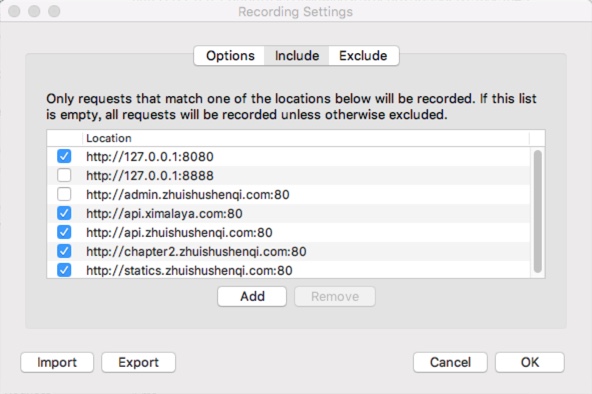 Recording Settings
Options Include Exclude
Only requests that match one of the locations below will be recorded. If this list
is empty, all requests will be recorded unless otherwise excluded.
Location
http://127.0.0.1:8080
http://127.0.0.1:8888
http://admin.zhuishushenqi.com:80
http://api.ximalaya.com:80
http://api.zhuishushenqi.com:80
http://chapter2.zhuishushenqi.com:80
http://statics.zhuishushenqi.com:80
Add Remove
Import Export Cancel OK